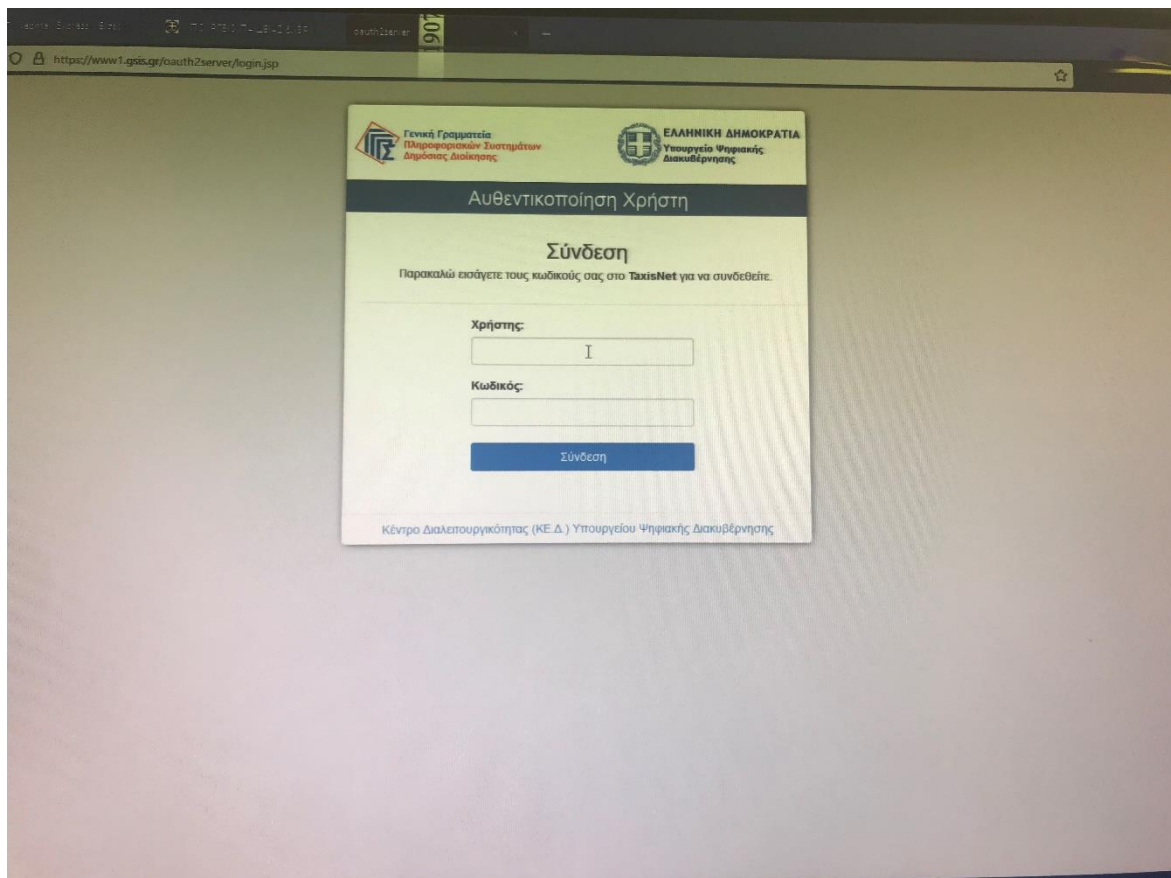 oauth2server
1907
https://www1.gsis.gr/oauth2server/login.jsp
Γενική Γραμματεία
Πληροφοριακών Συστημάτων
Δημόσιας Διοίκησης
ΕΛΛΗΝΙΚΗ ΔΗΜΟΚΡΑΤΙΑ
Υπουργείο Ψηφιακής
Διακυβέρνησης
Αυθεντικοποίηση Χρήστη
Σύνδεση
Παρακαλώ εισάγετε τους κωδικούς σας στο TaxisNet για να συνδεθείτε.
Χρήστης:
Κωδικός:
Σύνδεση
Κέντρο Διαλειτουργικότητας (ΚΕ.Δ.) Υπουργείου Ψηφιακής Διακυβέρνησης